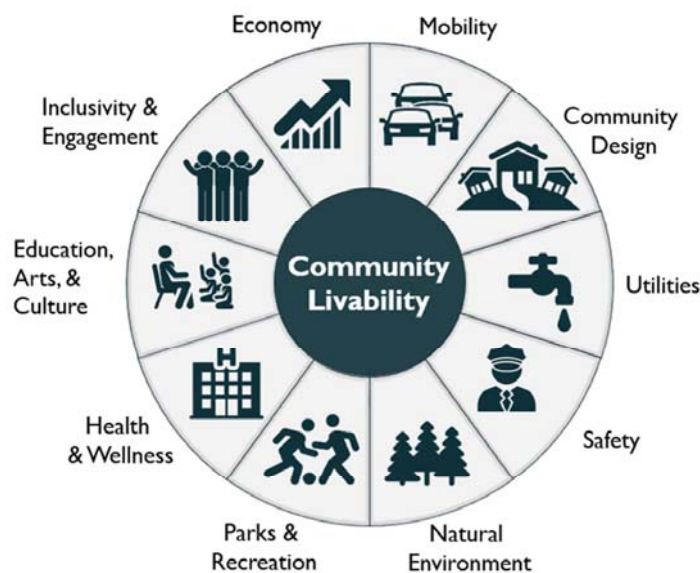 Economy
Mobility
Inclusivity &
Engagement
Community
Design
Education,
Arts, &
Culture
Community
Livability
Utilities
H
Health
& Wellness
Safety
Parks &
Recreation
Natural
Environment